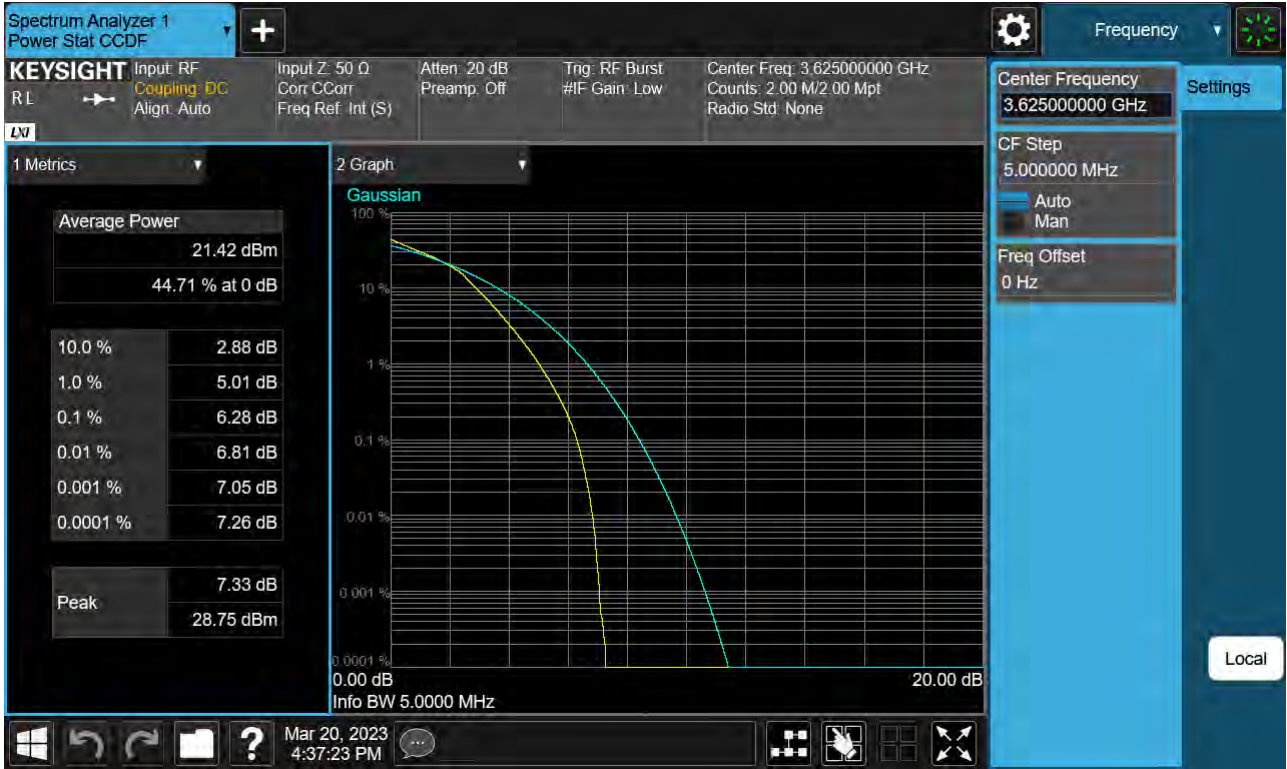 Spectrum Analyzer 1
Power Stat CCDF
Frequency
KEYSIGHT
R L
LXI
Input: RF
Coupling: DC
Align: Auto
Input Z: 50 Ω
Corr CCorr
Freq Ref: Int (S)
Atten: 20 dB
Preamp: Off
Trig: RF Burst
#IF Gain: Low
Center Freq: 3.625000000 GHz
Counts: 2.00 M/2.00 Mpt
Radio Std: None
Center Frequency
3.625000000 GHz
Settings
CF Step
5.000000 MHz
Auto
Man
Freq Offset
0 Hz
Local
1 Metrics
Average Power
21.42 dBm
44.71 % at 0 dB
10.0 % 2.88 dB
1.0 % 5.01 dB
0.1 % 6.28 dB
0.01 % 6.81 dB
0.001 % 7.05 dB
0.0001 % 7.26 dB
Peak
7.33 dB
28.75 dBm
2 Graph
Gaussian
100 %
10 %
1 %
0.1 %
0.01 %
0.001 %
0.0001 %
0.00 dB 20.00 dB
Info BW 5.0000 MHz
?
Mar 20, 2023
4:37:23 PM